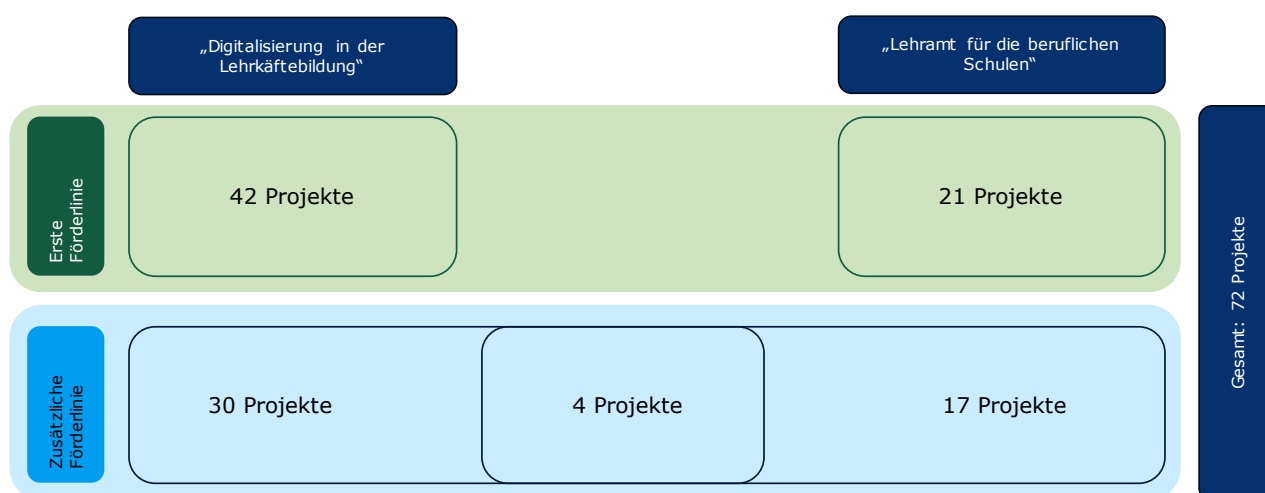 „Digitalisierung in der
Lehrkäftebildung“
„Lehramt für die beruflichen
Schulen“
Erste
Förderlinie
42 Projekte
21 Projekte
Zusätzliche
Förderlinie
30 Projekte
4 Projekte
17 Projekte
Gesamt: 72 Projekte